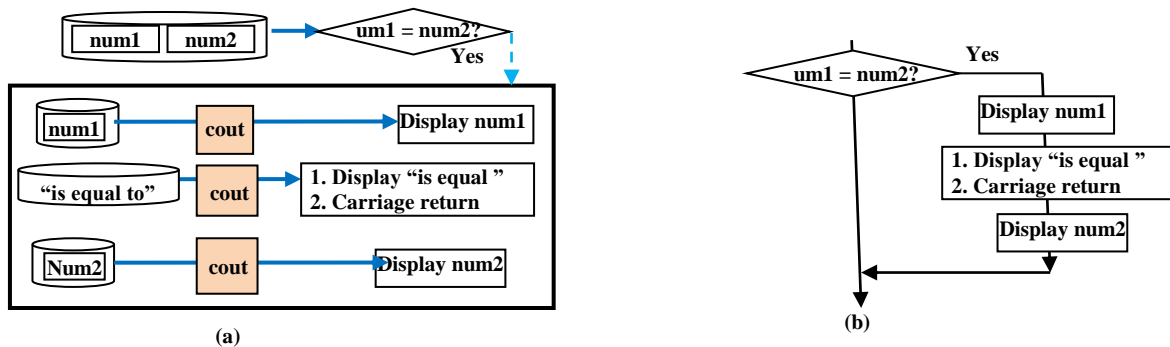 num1 num2
um1 = num2?
Yes
num1
cout
Display num1
“is equal to”
cout
1. Display “is equal ”
2. Carriage return
Num2
cout
Display num2
(a)
um1 = num2?
Yes
Display num1
1. Display “is equal ”
2. Carriage return
Display num2
(b)